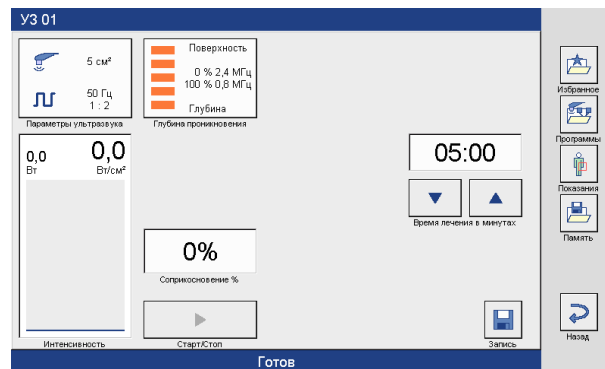 УЗ 01
5 см²
50 Гц
1 : 2
Параметры ультразвука
Поверхность
0 % 2,4 МГц
100 % 0,8 МГц
Глубина
Глубина проникновения
0,0
Вт
0,0
Вт/см²
Интенсивность
0%
Соприкосновение %
Старт/Стоп
05:00
Время лечения в минутах
Запись
Избранное
Программы
Показания
Память
Назад
Готов